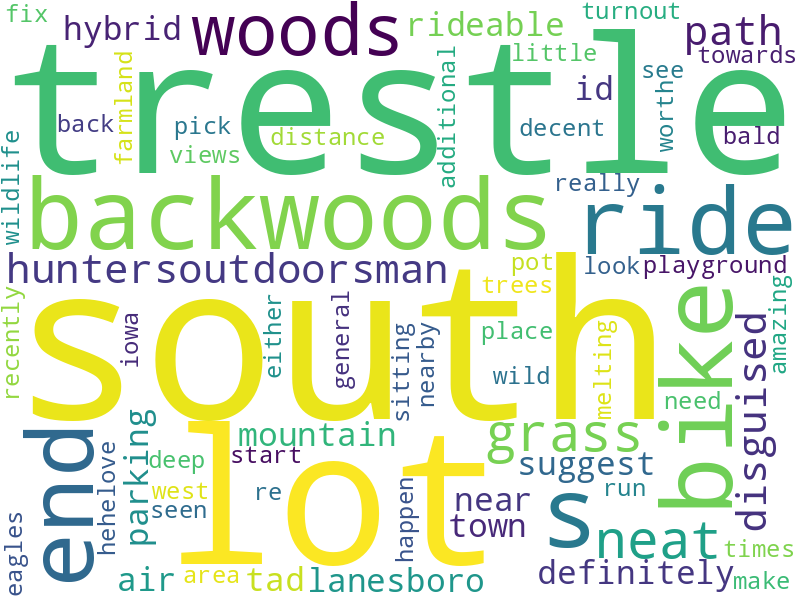 fix
hybrid
woods
rideable
turnout
path
towards
trestle
little
see
id
worthe
additional
farmland
back
pick
distance
views
decent
bald
wildlife
backwoods
really
ride
huntersoutdoorsman
pot
look
playground
trees
south
recently
iowa
either
general
sitting
nearby
place
wild
melting
bike
need
disguised
amazing
end
hehelove
parking
mountain
deep
start
west
seen
re
lot
happen
grass
suggest
near
town
s
run
neat
times
eagles
air
area
tad
lanesboro
definitely
make